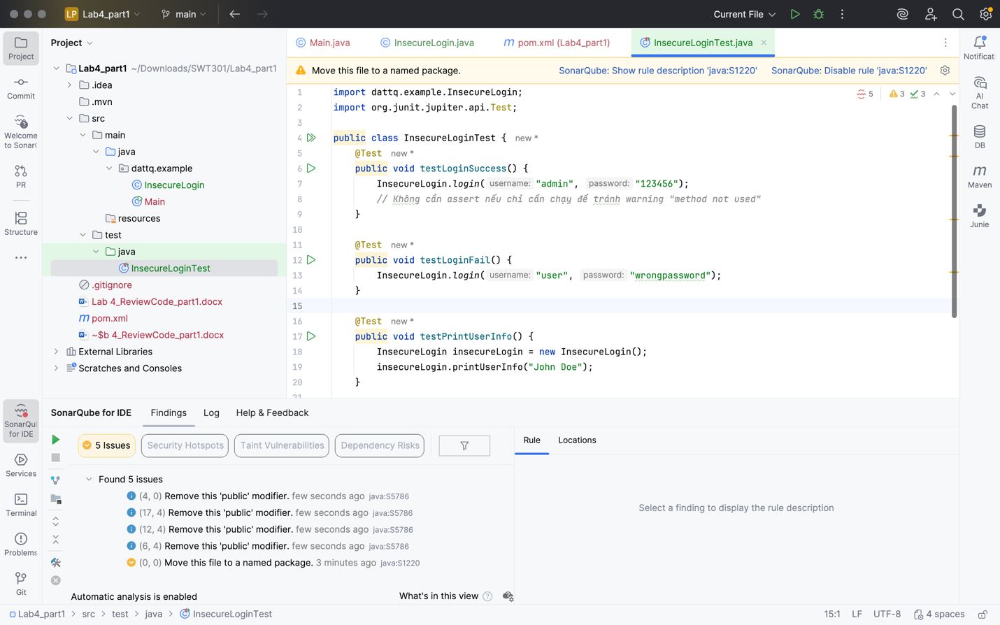 LP Lab4_part1 main Current File
Project
Commit
Welcome
to SonarQ
PR
Structure
SonarQu
for IDE
Services
Terminal
Problems
Git
Project
Lab4_part1 ~/Downloads/SWT301/Lab4_part1
.idea
.mvn
src
main
java
dattq.example
InsecureLogin
Main
resources
test
java
InsecureLoginTest
.gitignore
Lab 4_ReviewCode_part1.docx
pom.xml
~$b 4_ReviewCode_part1.docx
External Libraries
Scratches and Consoles
Main.java InsecureLogin.java pom.xml (Lab4_part1) InsecureLoginTest.java
Move this file to a named package. SonarQube: Show rule description 'java:S1220' SonarQube: Disable rule 'java:S1220'
5 3 3
1 import dattq.example.InsecureLogin;
2 import org.junit.jupiter.api.Test;
3
4 public class InsecureLoginTest { new *
5 @Test new *
6 public void testLoginSuccess() {
7 InsecureLogin.login( username: "admin", password: "123456");
8 // Không cần assert nếu chỉ cần chạy để tránh warning "method not used"
9 }
10
11 @Test new *
12 public void testLoginFail() {
13 InsecureLogin.login( username: "user", password: "wrongpassword");
14 }
15
16 @Test new *
17 public void testPrintUserInfo() {
18 InsecureLogin insecureLogin = new InsecureLogin();
19 insecureLogin.printUserInfo("John Doe");
20 }
21
Notificat
AI
Chat
DB
Maven
Junie
SonarQube for IDE Findings Log Help & Feedback
5 Issues Security Hotspots Taint Vulnerabilities Dependency Risks
Found 5 issues
(4, 0) Remove this 'public' modifier. few seconds ago java:S5786
(17, 4) Remove this 'public' modifier. few seconds ago java:S5786
(12, 4) Remove this 'public' modifier. few seconds ago java:S5786
(6, 4) Remove this 'public' modifier. few seconds ago java:S5786
(0, 0) Move this file to a named package. 3 minutes ago java:S1220
Automatic analysis is enabled What's in this view
Rule Locations
Select a finding to display the rule description
Lab4_part1 > src > test > java > InsecureLoginTest 15:1 LF UTF-8 4 spaces